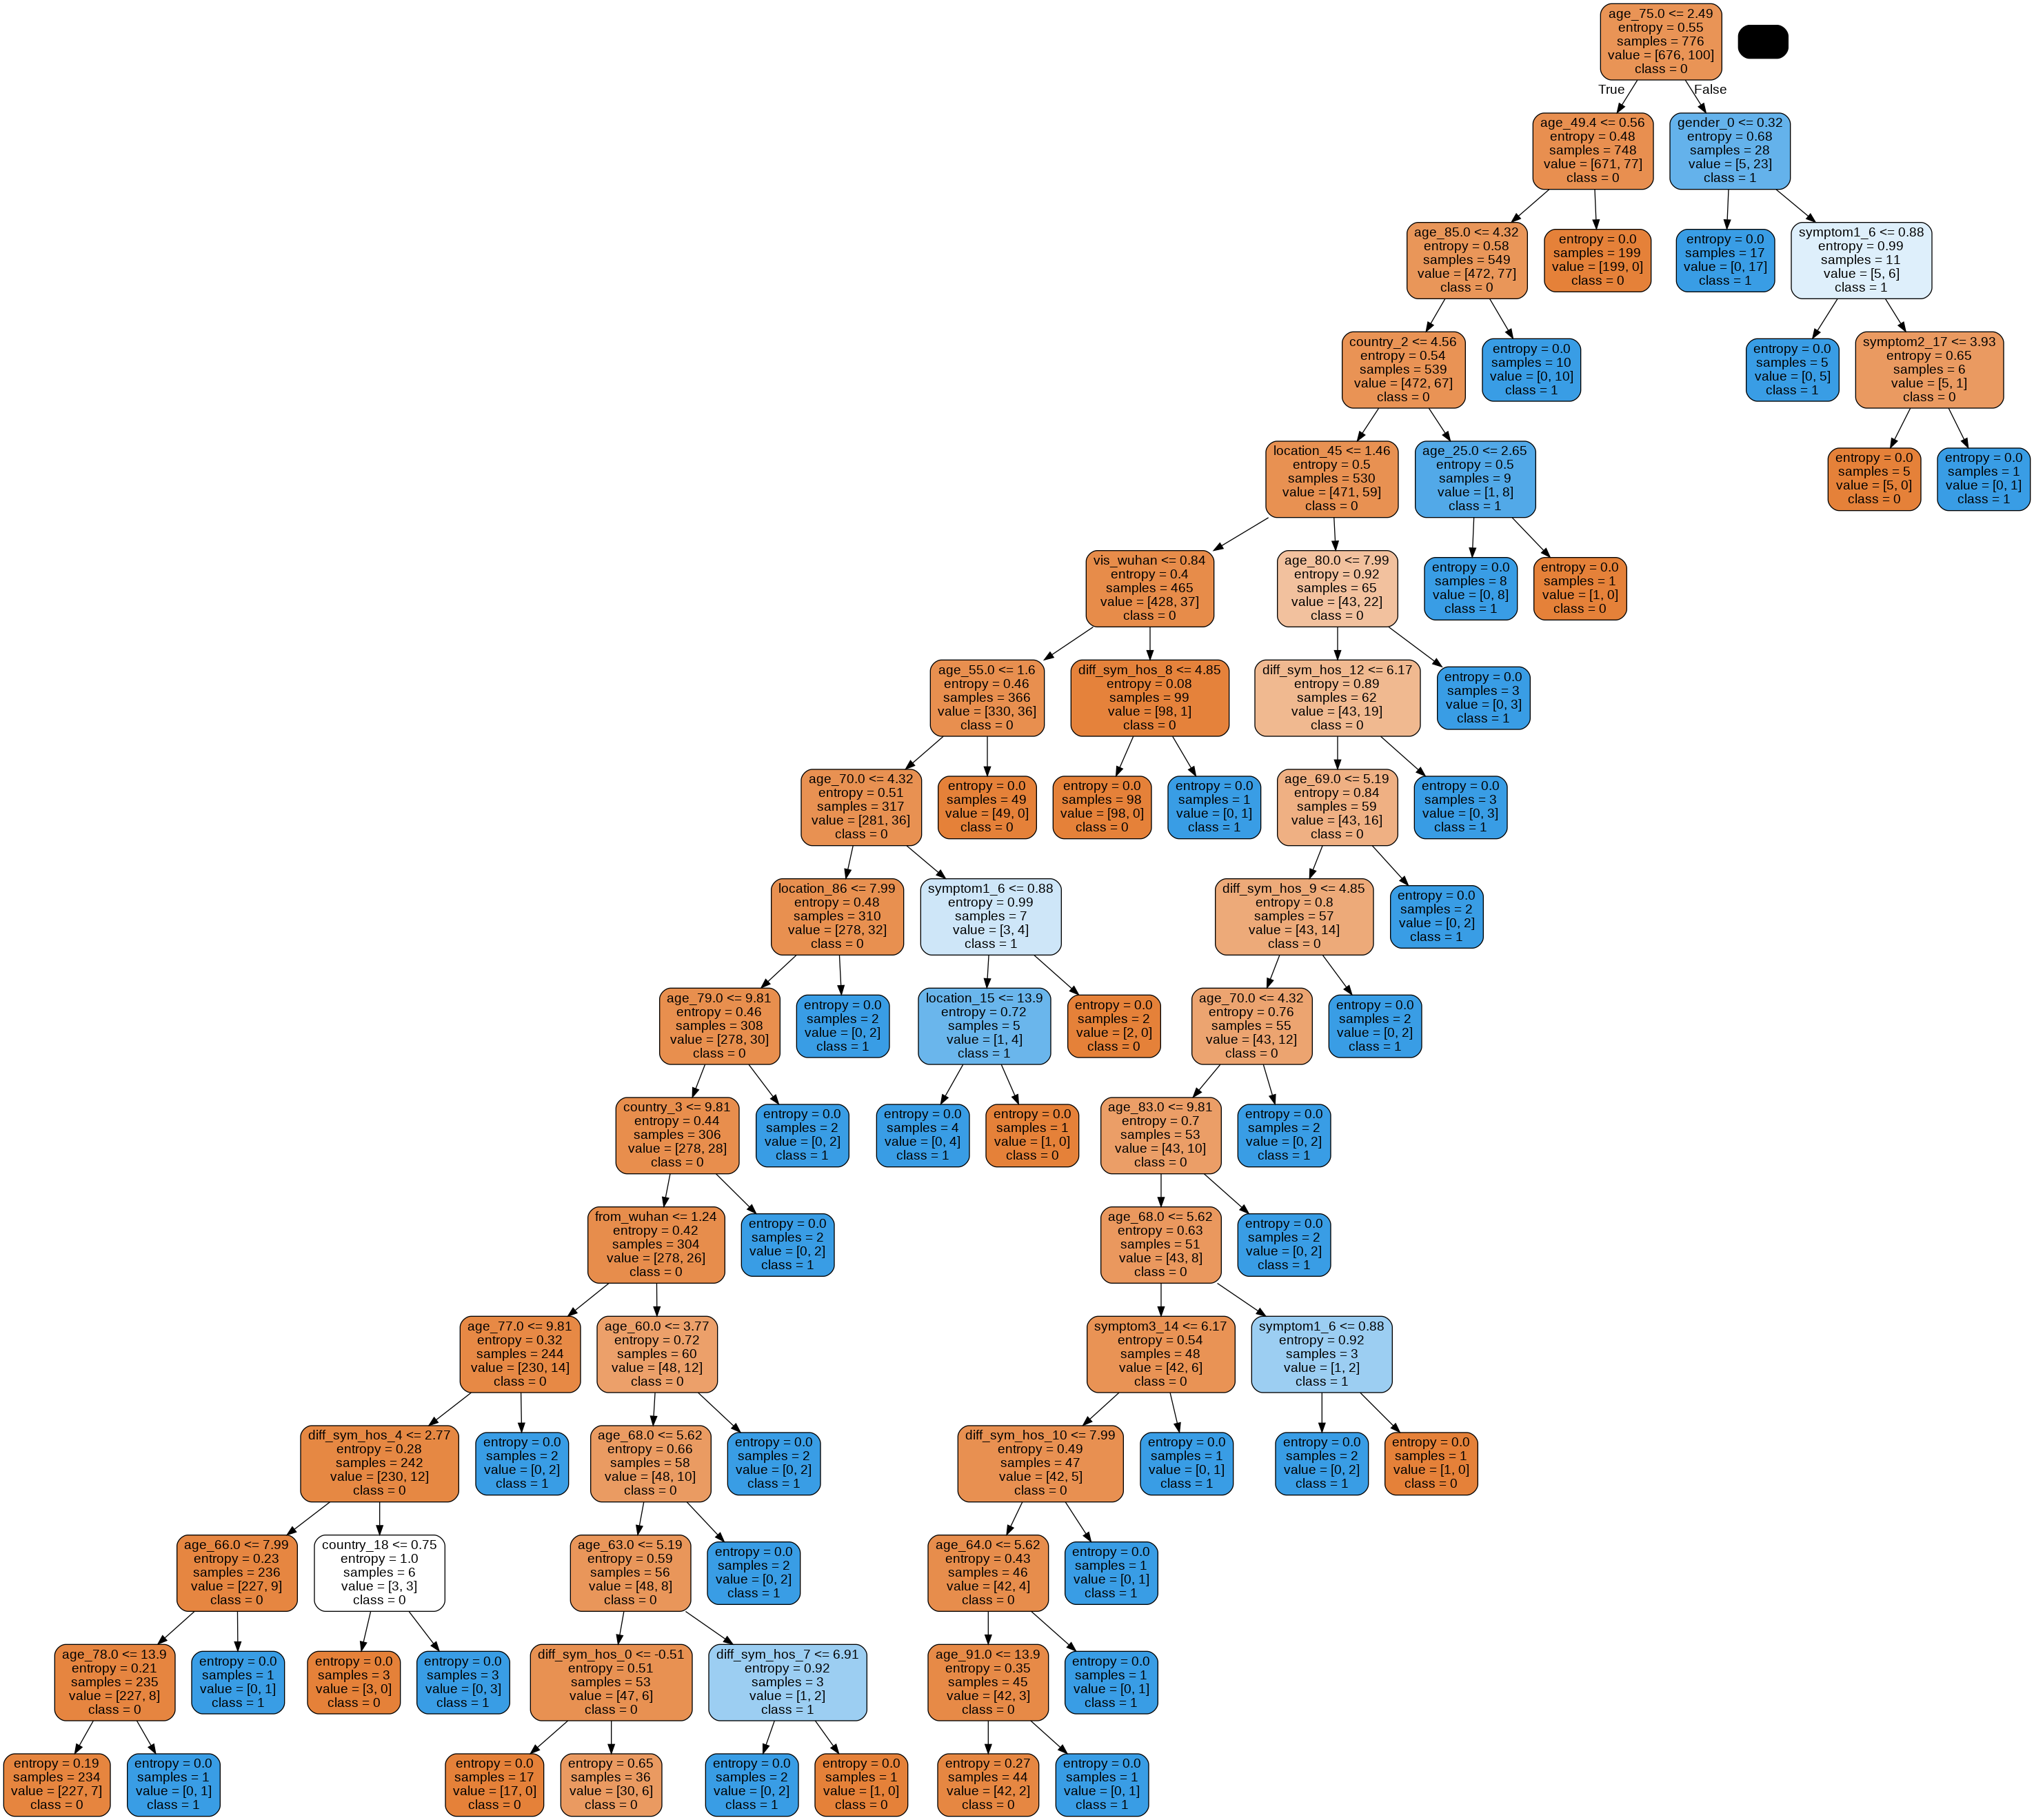 age_75.0 <= 2.49
entropy = 0.55
samples = 776
value = [676, 100]
class = 0
True
False
age_49.4 <= 0.56
entropy = 0.48
samples = 748
value = [671, 77]
class = 0
gender_0 <= 0.32
entropy = 0.68
samples = 28
value = [5, 23]
class = 1
age_85.0 <= 4.32
entropy = 0.58
samples = 549
value = [472, 77]
class = 0
entropy = 0.0
samples = 199
value = [199, 0]
class = 0
entropy = 0.0
samples = 17
value = [0, 17]
class = 1
symptom1_6 <= 0.88
entropy = 0.99
samples = 11
value = [5, 6]
class = 1
country_2 <= 4.56
entropy = 0.54
samples = 539
value = [472, 67]
class = 0
entropy = 0.0
samples = 10
value = [0, 10]
class = 1
entropy = 0.0
samples = 5
value = [0, 5]
class = 1
symptom2_17 <= 3.93
entropy = 0.65
samples = 6
value = [5, 1]
class = 0
location_45 <= 1.46
entropy = 0.5
samples = 530
value = [471, 59]
class = 0
age_25.0 <= 2.65
entropy = 0.5
samples = 9
value = [1, 8]
class = 1
entropy = 0.0
samples = 5
value = [5, 0]
class = 0
entropy = 0.0
samples = 1
value = [0, 1]
class = 1
vis_wuhan <= 0.84
entropy = 0.4
samples = 465
value = [428, 37]
class = 0
age_80.0 <= 7.99
entropy = 0.92
samples = 65
value = [43, 22]
class = 0
entropy = 0.0
samples = 8
value = [0, 8]
class = 1
entropy = 0.0
samples = 1
value = [1, 0]
class = 0
age_55.0 <= 1.6
entropy = 0.46
samples = 366
value = [330, 36]
class = 0
diff_sym_hos_8 <= 4.85
entropy = 0.08
samples = 99
value = [98, 1]
class = 0
diff_sym_hos_12 <= 6.17
entropy = 0.89
samples = 62
value = [43, 19]
class = 0
entropy = 0.0
samples = 3
value = [0, 3]
class = 1
age_70.0 <= 4.32
entropy = 0.51
samples = 317
value = [281, 36]
class = 0
entropy = 0.0
samples = 49
value = [49, 0]
class = 0
entropy = 0.0
samples = 98
value = [98, 0]
class = 0
entropy = 0.0
samples = 1
value = [0, 1]
class = 1
age_69.0 <= 5.19
entropy = 0.84
samples = 59
value = [43, 16]
class = 0
entropy = 0.0
samples = 3
value = [0, 3]
class = 1
location_86 <= 7.99
entropy = 0.48
samples = 310
value = [278, 32]
class = 0
symptom1_6 <= 0.88
entropy = 0.99
samples = 7
value = [3, 4]
class = 1
diff_sym_hos_9 <= 4.85
entropy = 0.8
samples = 57
value = [43, 14]
class = 0
entropy = 0.0
samples = 2
value = [0, 2]
class = 1
age_79.0 <= 9.81
entropy = 0.46
samples = 308
value = [278, 30]
class = 0
entropy = 0.0
samples = 2
value = [0, 2]
class = 1
location_15 <= 13.9
entropy = 0.72
samples = 5
value = [1, 4]
class = 1
entropy = 0.0
samples = 2
value = [2, 0]
class = 0
age_70.0 <= 4.32
entropy = 0.76
samples = 55
value = [43, 12]
class = 0
entropy = 0.0
samples = 2
value = [0, 2]
class = 1
country_3 <= 9.81
entropy = 0.44
samples = 306
value = [278, 28]
class = 0
entropy = 0.0
samples = 2
value = [0, 2]
class = 1
entropy = 0.0
samples = 4
value = [0, 4]
class = 1
entropy = 0.0
samples = 1
value = [1, 0]
class = 0
age_83.0 <= 9.81
entropy = 0.7
samples = 53
value = [43, 10]
class = 0
entropy = 0.0
samples = 2
value = [0, 2]
class = 1
from_wuhan <= 1.24
entropy = 0.42
samples = 304
value = [278, 26]
class = 0
entropy = 0.0
samples = 2
value = [0, 2]
class = 1
age_68.0 <= 5.62
entropy = 0.63
samples = 51
value = [43, 8]
class = 0
entropy = 0.0
samples = 2
value = [0, 2]
class = 1
age_77.0 <= 9.81
entropy = 0.32
samples = 244
value = [230, 14]
class = 0
age_60.0 <= 3.77
entropy = 0.72
samples = 60
value = [48, 12]
class = 0
symptom3_14 <= 6.17
entropy = 0.54
samples = 48
value = [42, 6]
class = 0
symptom1_6 <= 0.88
entropy = 0.92
samples = 3
value = [1, 2]
class = 1
diff_sym_hos_4 <= 2.77
entropy = 0.28
samples = 242
value = [230, 12]
class = 0
entropy = 0.0
samples = 2
value = [0, 2]
class = 1
age_68.0 <= 5.62
entropy = 0.66
samples = 58
value = [48, 10]
class = 0
entropy = 0.0
samples = 2
value = [0, 2]
class = 1
diff_sym_hos_10 <= 7.99
entropy = 0.49
samples = 47
value = [42, 5]
class = 0
entropy = 0.0
samples = 1
value = [0, 1]
class = 1
entropy = 0.0
samples = 2
value = [0, 2]
class = 1
entropy = 0.0
samples = 1
value = [1, 0]
class = 0
age_66.0 <= 7.99
entropy = 0.23
samples = 236
value = [227, 9]
class = 0
country_18 <= 0.75
entropy = 1.0
samples = 6
value = [3, 3]
class = 0
age_63.0 <= 5.19
entropy = 0.59
samples = 56
value = [48, 8]
class = 0
entropy = 0.0
samples = 2
value = [0, 2]
class = 1
age_64.0 <= 5.62
entropy = 0.43
samples = 46
value = [42, 4]
class = 0
entropy = 0.0
samples = 1
value = [0, 1]
class = 1
age_78.0 <= 13.9
entropy = 0.21
samples = 235
value = [227, 8]
class = 0
entropy = 0.0
samples = 1
value = [0, 1]
class = 1
entropy = 0.0
samples = 3
value = [3, 0]
class = 0
entropy = 0.0
samples = 3
value = [0, 3]
class = 1
diff_sym_hos_0 <= -0.51
entropy = 0.51
samples = 53
value = [47, 6]
class = 0
diff_sym_hos_7 <= 6.91
entropy = 0.92
samples = 3
value = [1, 2]
class = 1
age_91.0 <= 13.9
entropy = 0.35
samples = 45
value = [42, 3]
class = 0
entropy = 0.0
samples = 1
value = [0, 1]
class = 1
entropy = 0.19
samples = 234
value = [227, 7]
class = 0
entropy = 0.0
samples = 1
value = [0, 1]
class = 1
entropy = 0.0
samples = 17
value = [17, 0]
class = 0
entropy = 0.65
samples = 36
value = [30, 6]
class = 0
entropy = 0.0
samples = 2
value = [0, 2]
class = 1
entropy = 0.0
samples = 1
value = [1, 0]
class = 0
entropy = 0.27
samples = 44
value = [42, 2]
class = 0
entropy = 0.0
samples = 1
value = [0, 1]
class = 1